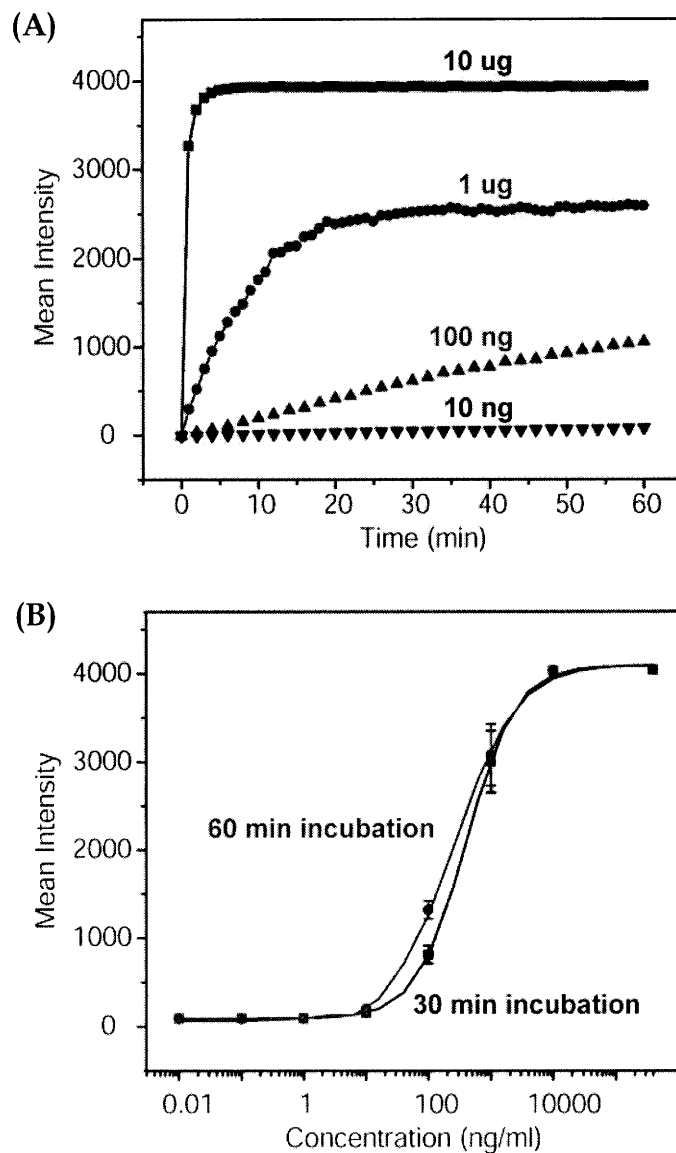 (A)
10 ug
1 ug
100 ng
10 ng
4000
3000
2000
1000
0
Mean Intensity
0 10 20 30 40 50 60
Time (min)
(B)
4000
3000
2000
1000
0
Mean Intensity
60 min incubation
30 min incubation
0.01 1 100 10000
Concentration (ng/ml)